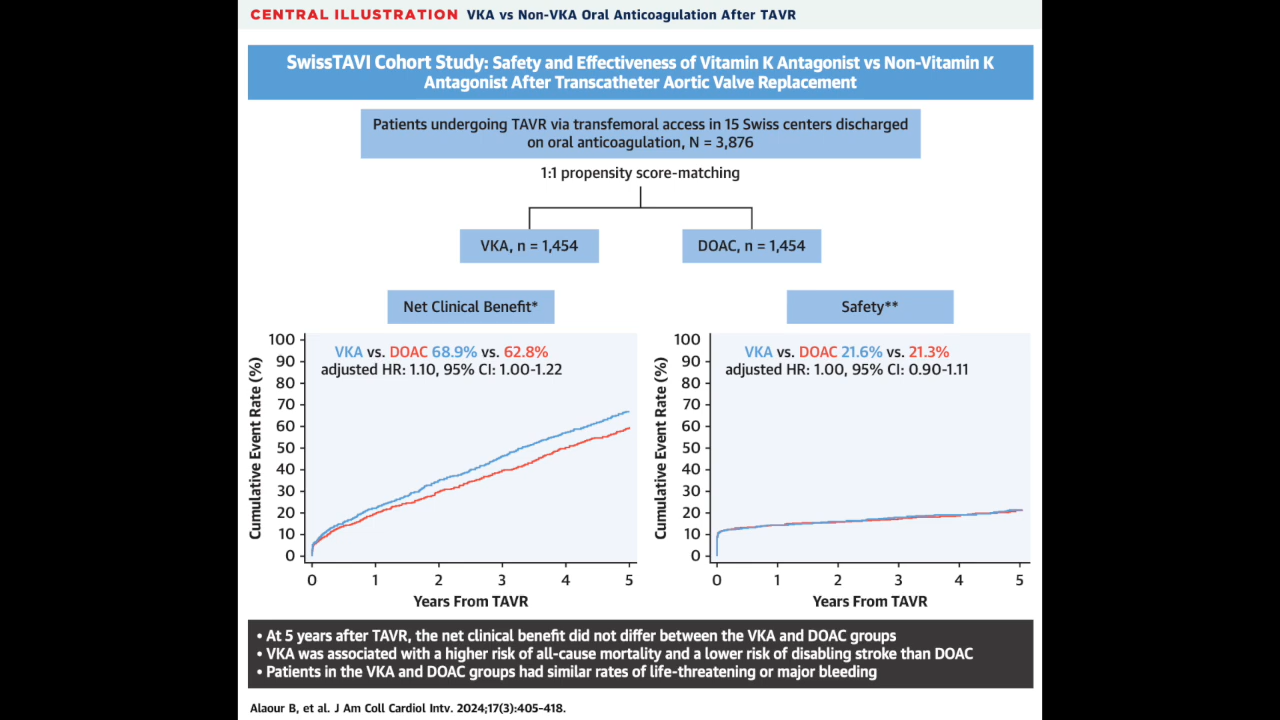 CENTRAL ILLUSTRATION VKA vs Non-VKA Oral Anticoagulation After TAVR
SwissTAVI Cohort Study: Safety and Effectiveness of Vitamin K Antagonist vs Non-Vitamin K
Antagonist After Transcatheter Aortic Valve Replacement
Patients undergoing TAVR via transfemoral access in 15 Swiss centers discharged
on oral anticoagulation, N = 3,876
1:1 propensity score-matching
VKA, n = 1,454
DOAC, n = 1,454
Net Clinical Benefit*
Cumulative Event Rate (%)
100
90
80
70
60
50
40
30
20
10
0
VKA vs. DOAC 68.9% vs. 62.8%
adjusted HR: 1.10, 95% CI: 1.00-1.22
0 1 2 3 4 5
Years From TAVR
Safety**
Cumulative Event Rate (%)
100
90
80
70
60
50
40
30
20
10
0
VKA vs. DOAC 21.6% vs. 21.3%
adjusted HR: 1.00, 95% CI: 0.90-1.11
0 1 2 3 4 5
Years From TAVR
• At 5 years after TAVR, the net clinical benefit did not differ between the VKA and DOAC groups
• VKA was associated with a higher risk of all-cause mortality and a lower risk of disabling stroke than DOAC
• Patients in the VKA and DOAC groups had similar rates of life-threatening or major bleeding
Alaour B, et al. J Am Coll Cardiol Intv. 2024;17(3):405-418.